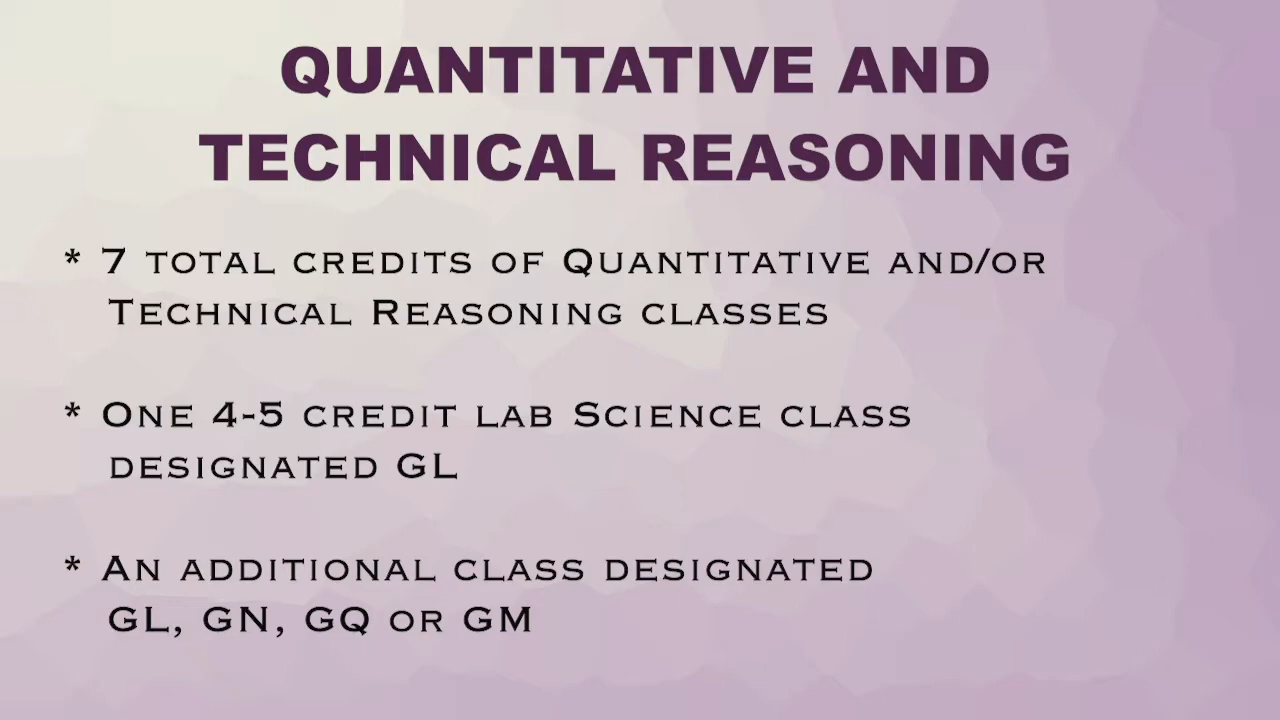 QUANTITATIVE AND
TECHNICAL REASONING
* 7 total credits of Quantitative and/or
Technical Reasoning classes
* One 4-5 credit lab Science class
designated GL
* An additional class designated
GL, GN, GQ or GM